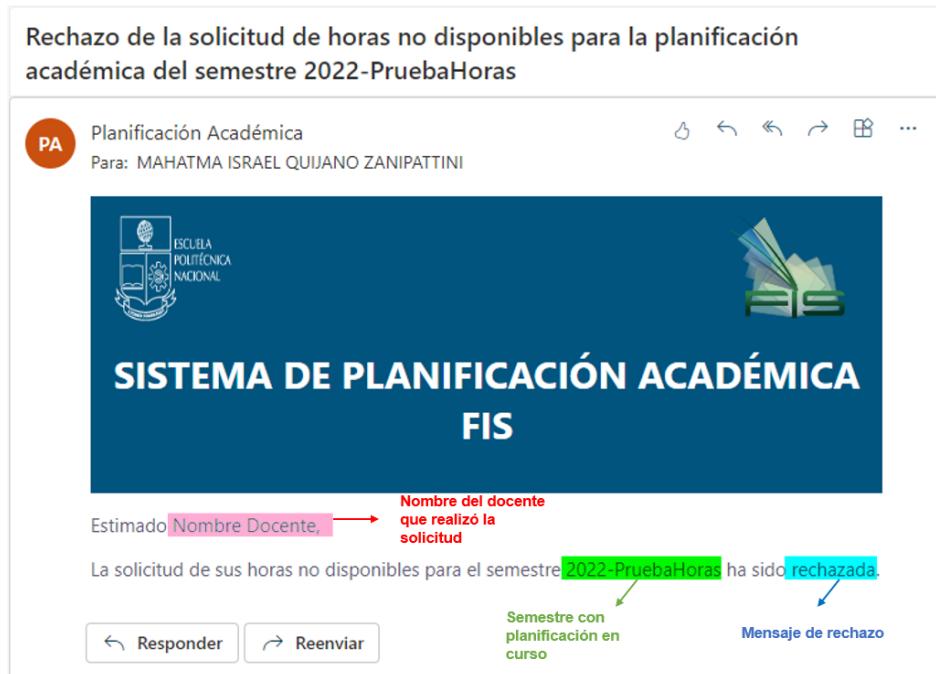 Rechazo de la solicitud de horas no disponibles para la planificación
académica del semestre 2022-PruebaHoras
PA
Planificación Académica
Para: MAHATMA ISRAEL QUIJANO ZANIPATTINI
ESCUELA
POLITÉCNICA
NACIONAL
FIS
SISTEMA DE PLANIFICACIÓN ACADÉMICA
FIS
Estimado Nombre Docente,
Nombre del docente
que realizó la
solicitud
La solicitud de sus horas no disponibles para el semestre 2022-PruebaHoras ha sido rechazada.
Semestre con
planificación en
curso
Mensaje de rechazo
Responder
Reenviar